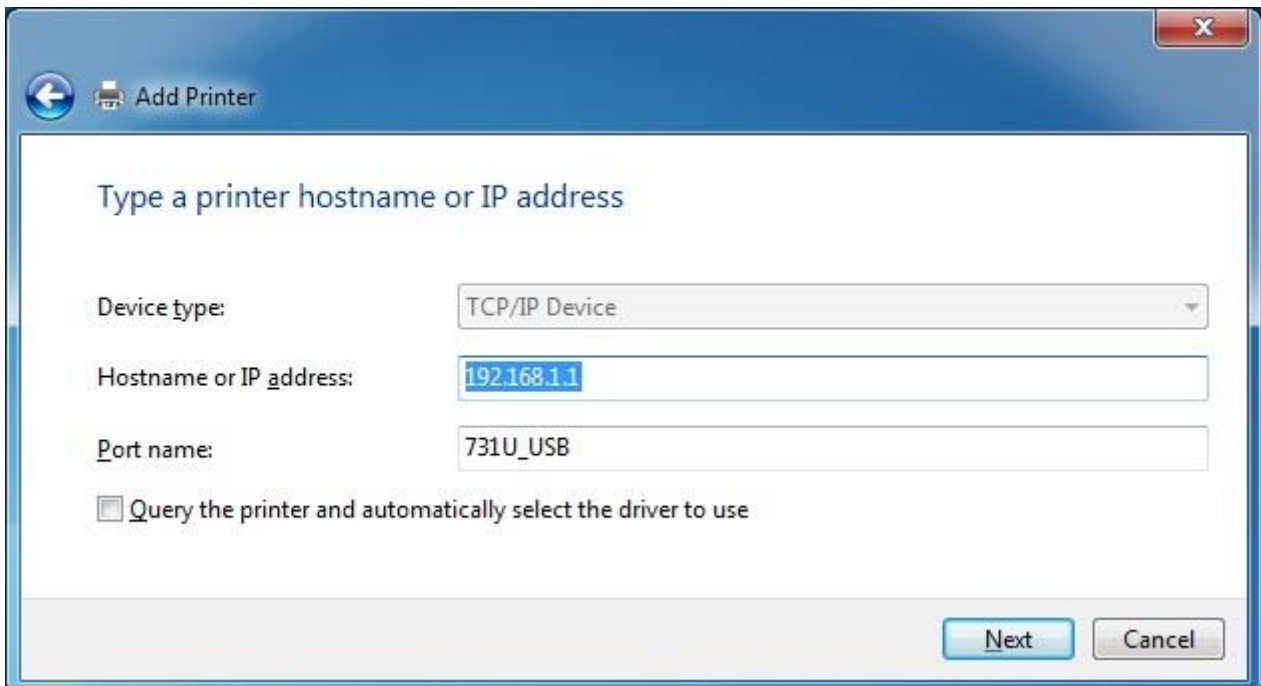 Add Printer
Type a printer hostname or IP address
Device type: TCP/IP Device
Hostname or IP address: 192.168.1.1
Port name: 731U_USB
Query the printer and automatically select the driver to use
Next Cancel